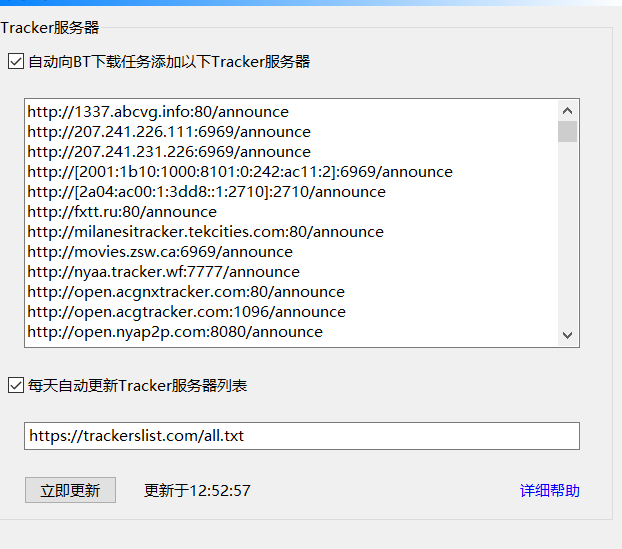 Tracker服务器
自动向BT下载任务添加以下Tracker服务器
http://1337.abcvg.info:80/announce
http://207.241.226.111:6969/announce
http://207.241.231.226:6969/announce
http://[2001:1b10:1000:8101:0:242:ac11:2]:6969/announce
http://[2a04:ac00:1:3dd8::1:2710]:2710/announce
http://fxtt.ru:80/announce
http://milanesitracker.tekcities.com:80/announce
http://movies.zsw.ca:6969/announce
http://nyaa.tracker.wf:7777/announce
http://open.acgnxtracker.com:80/announce
http://open.acgtracker.com:1096/announce
http://open.nyap2p.com:8080/announce
每天自动更新Tracker服务器列表
https://trackerslist.com/all.txt
立即更新 更新于12:52:57 详细帮助